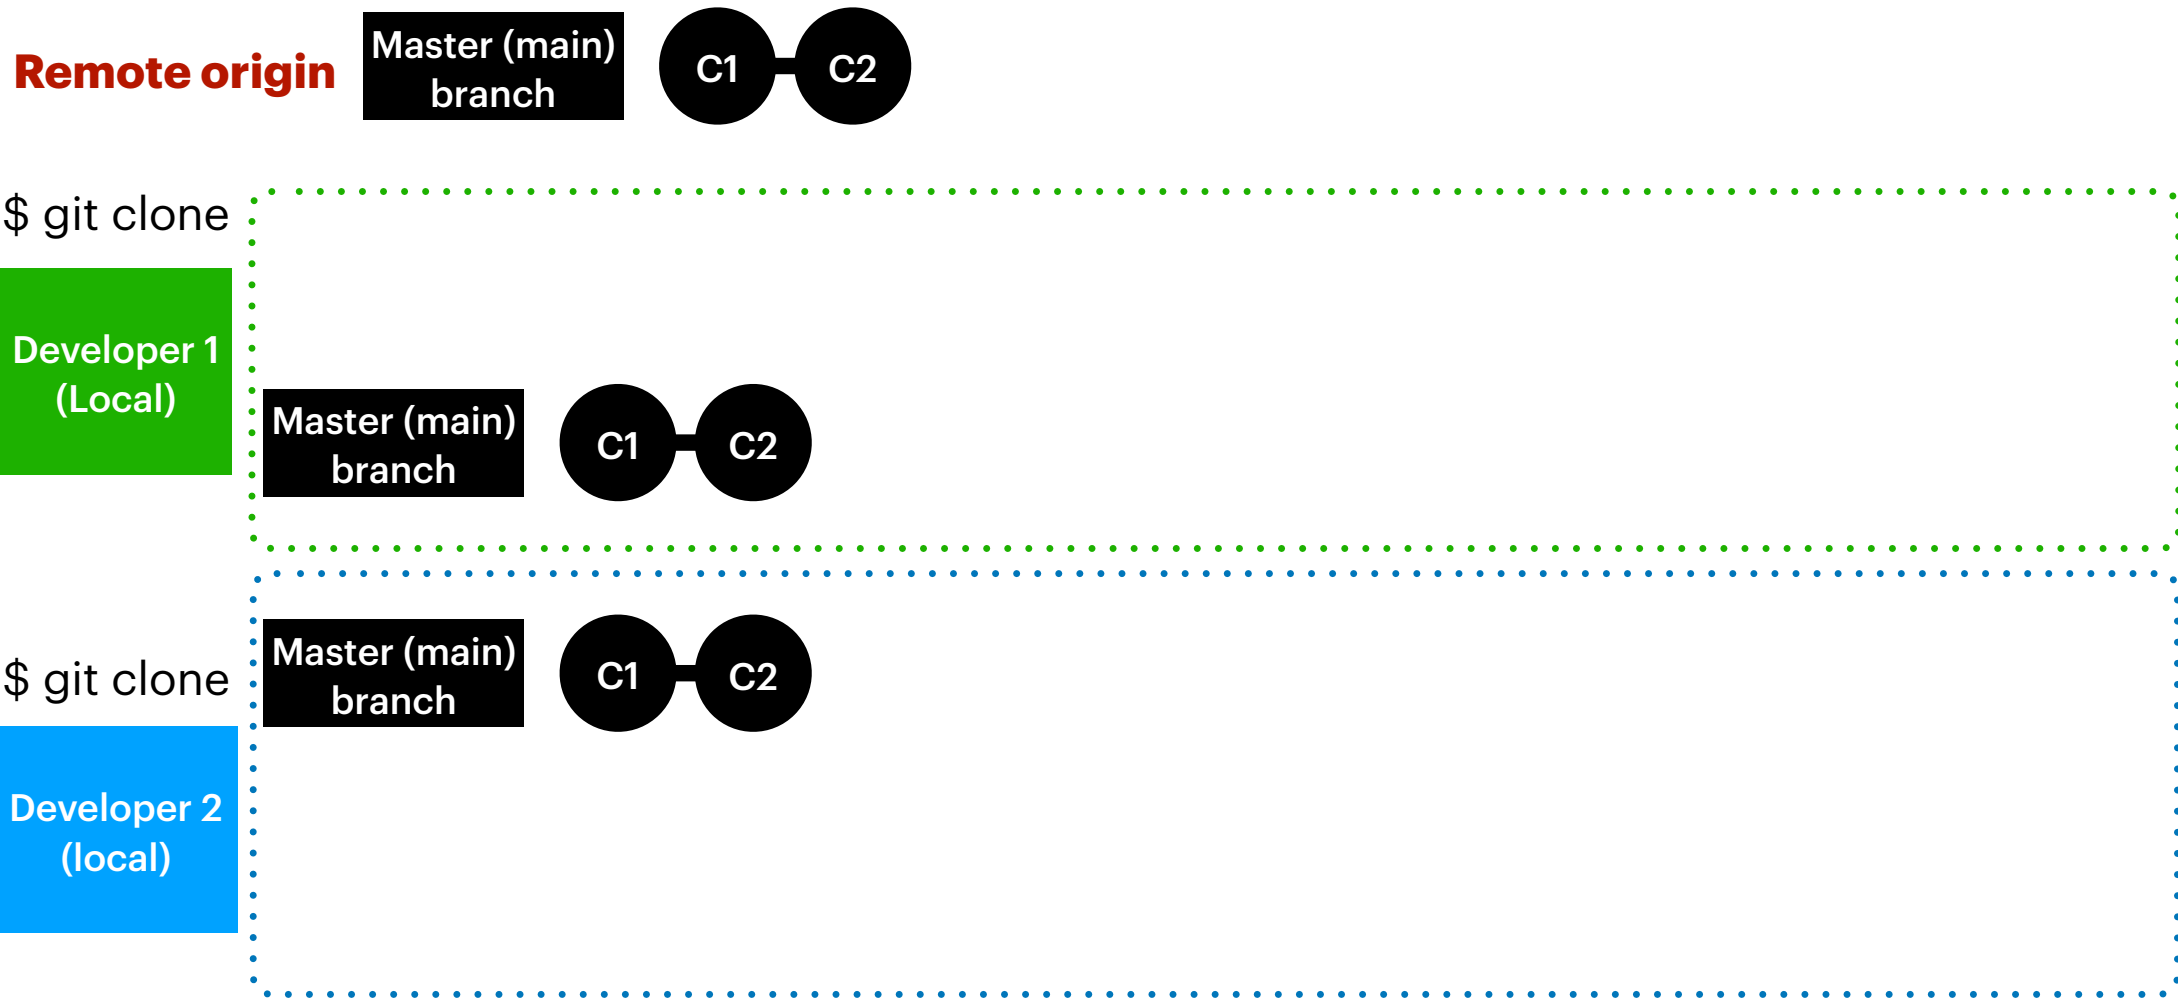 Remote origin
Master (main)
branch
C1
C2
$ git clone
Developer 1
(Local)
Master (main)
branch
C1
C2
$ git clone
Master (main)
branch
C1
C2
Developer 2
(local)